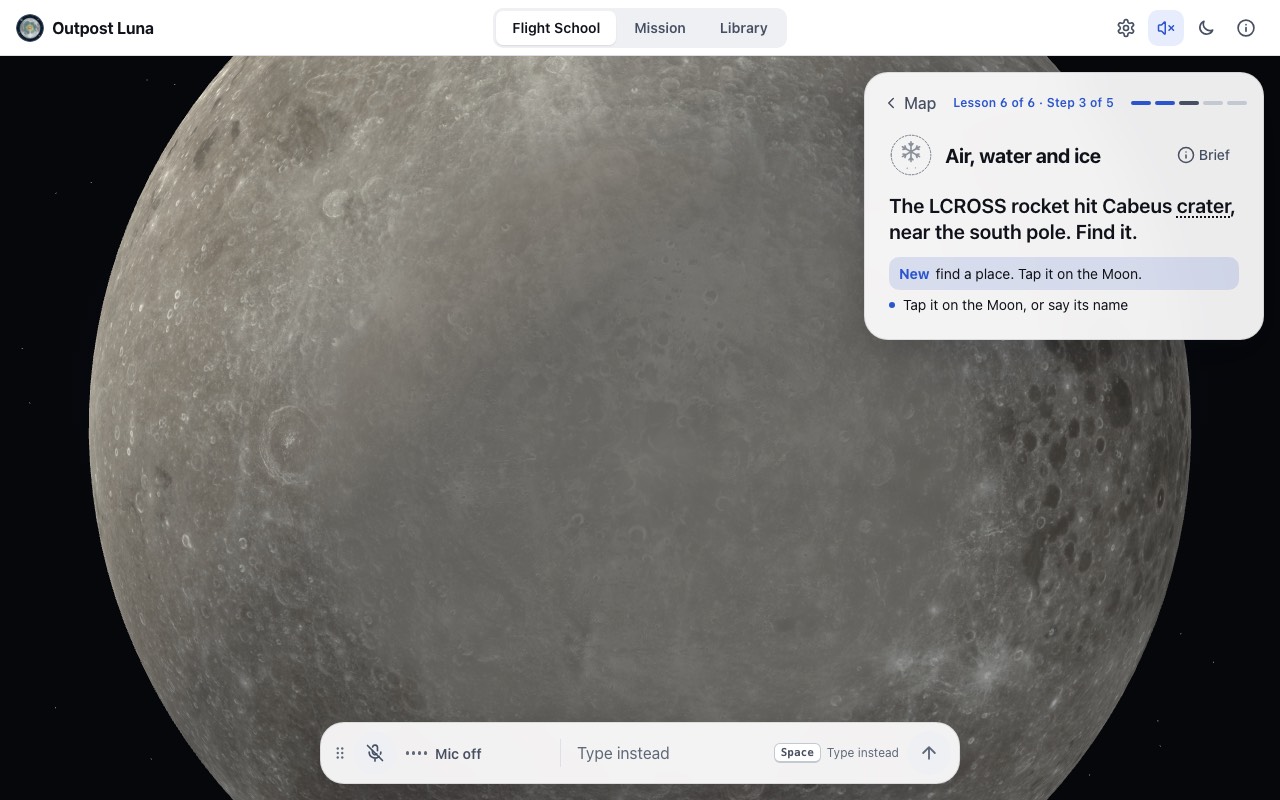 Outpost Luna
Flight School
Mission
Library
Map
Lesson 6 of 6 · Step 3 of 5
Air, water and ice
Brief
The LCROSS rocket hit Cabeus crater,
near the south pole. Find it.
New find a place. Tap it on the Moon.
Tap it on the Moon, or say its name
Mic off
Type instead
Space
Type instead